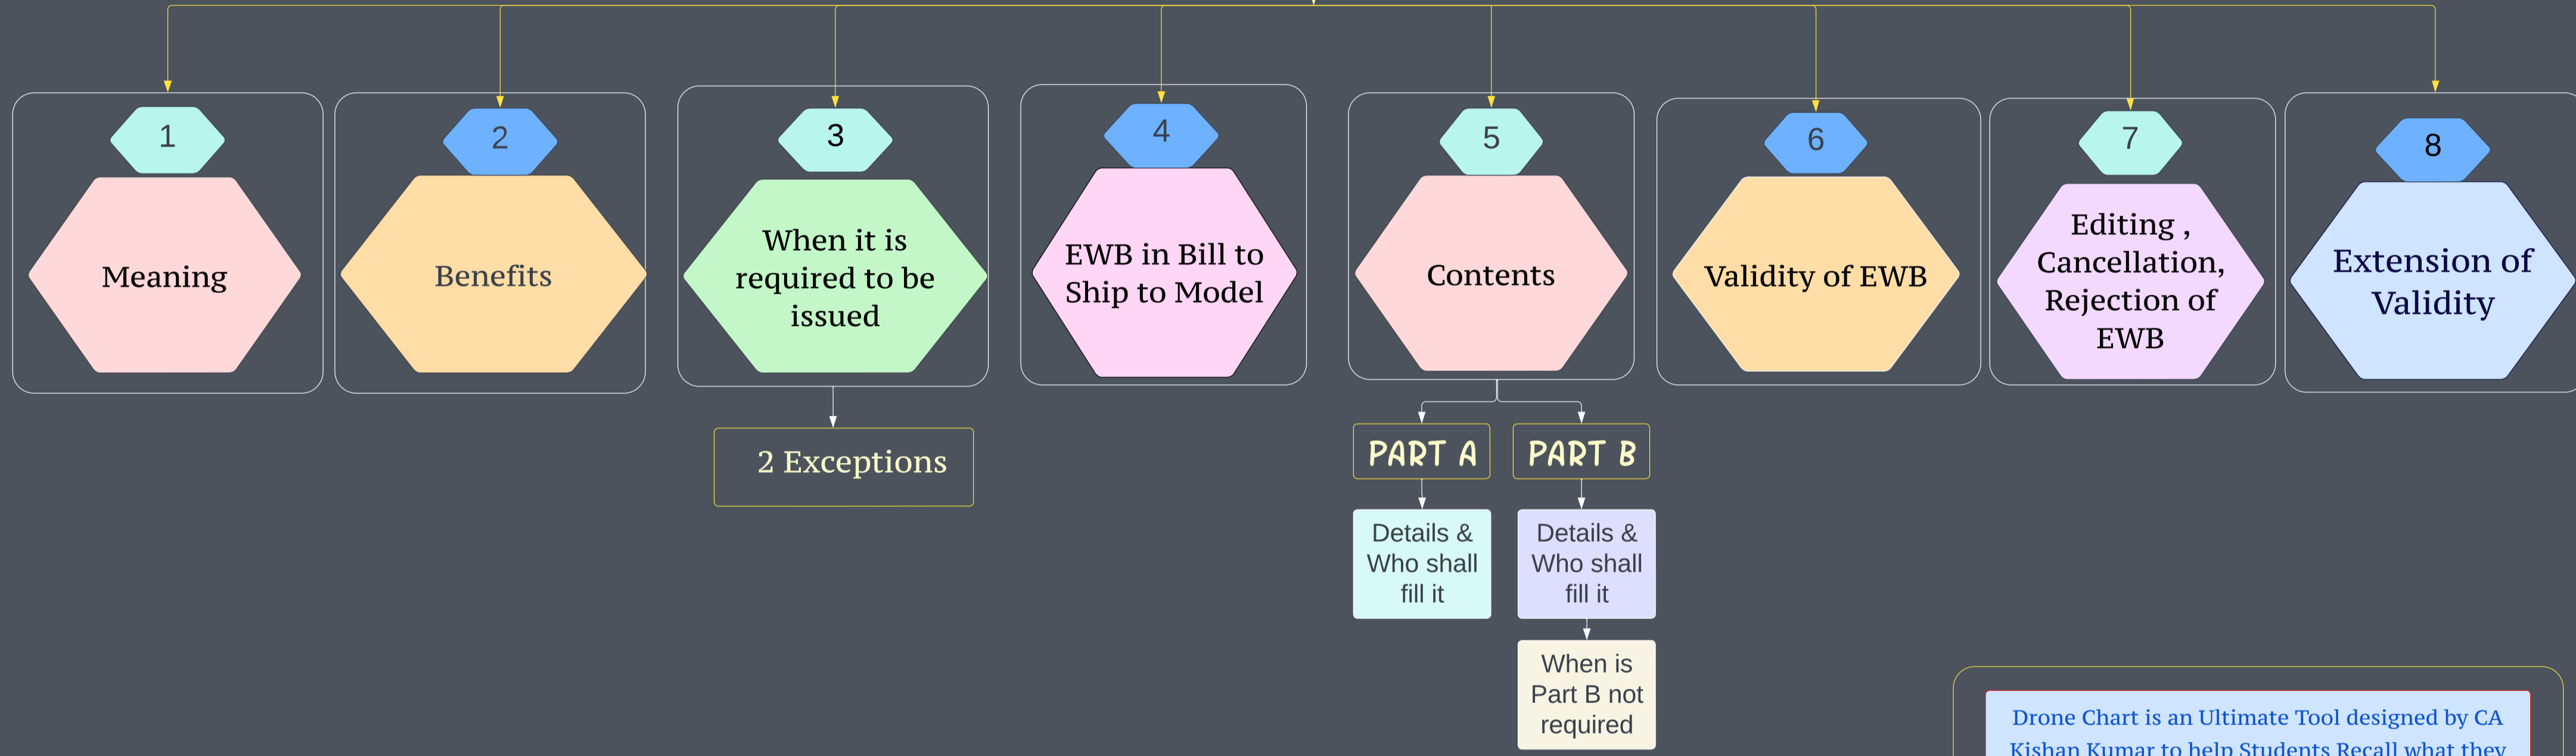 1
Meaning
2
Benefits
3
When it is
required to be
issued
2 Exceptions
4
EWB in Bill to
Ship to Model
5
Contents
PART A
Details &
Who shall
fill it
PART B
Details &
Who shall
fill it
When is
Part B not
required
6
Validity of EWB
7
Editing ,
Cancellation,
Rejection of
EWB
8
Extension of
Validity
Drone Chart is an Ultimate Tool designed by CA
Kishan Kumar to help Students Recall what they